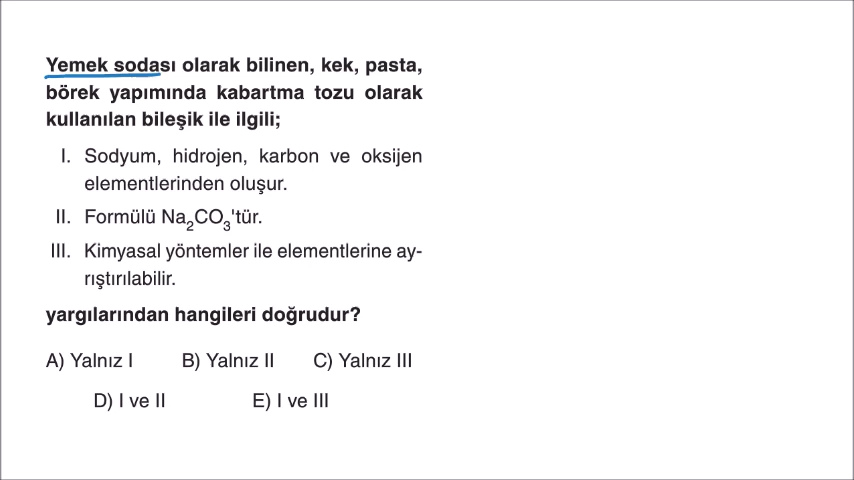 Yemek sodası olarak bilinen, kek, pasta,
börek yapımında kabartma tozu olarak
kullanılan bileşik ile ilgili;
I. Sodyum, hidrojen, karbon ve oksijen
elementlerinden oluşur.
II. Formülü Na₂CO₃'tür.
III. Kimyasal yöntemler ile elementlerine ay-
rıştırılabilir.
yargılarından hangileri doğrudur?
A) Yalnız I B) Yalnız II C) Yalnız III
D) I ve II E) I ve III